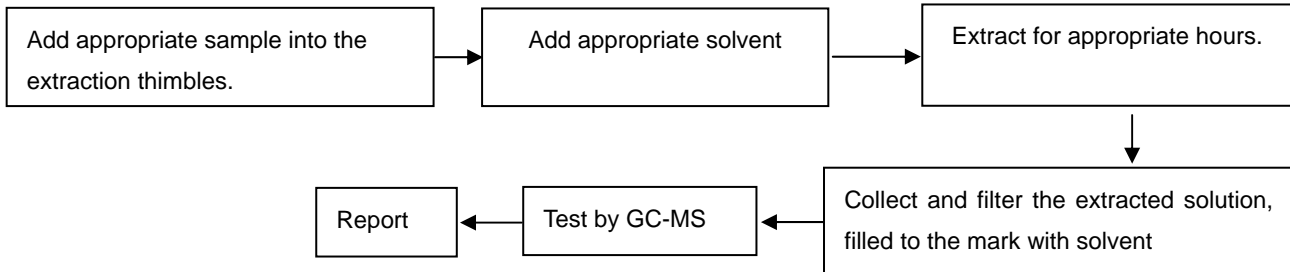 Add appropriate sample into the
extraction thimbles.
Add appropriate solvent
Extract for appropriate hours.
Collect and filter the extracted solution,
filled to the mark with solvent
Test by GC-MS
Report